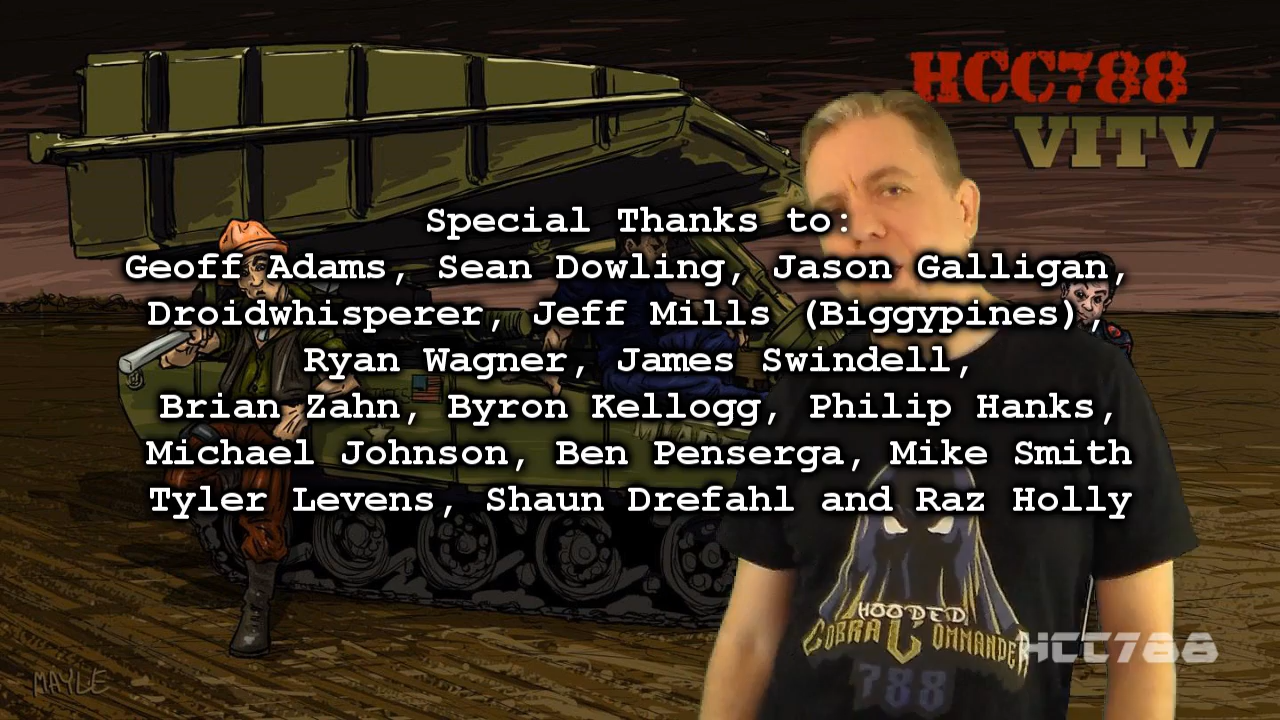 HCC788
VITV
Special Thanks to:
Geoff Adams, Sean Dowling, Jason Galligan,
Droidwhisperer, Jeff Mills (Biggypines),
Ryan Wagner, James Swindell,
Brian Zahn, Byron Kellogg, Philip Hanks,
Michael Johnson, Ben Penserga, Mike Smith
Tyler Levens, Shaun Drefahl and Raz Holly
HOODED
COBRA COMMANDER
788
HCC788
MAYLE